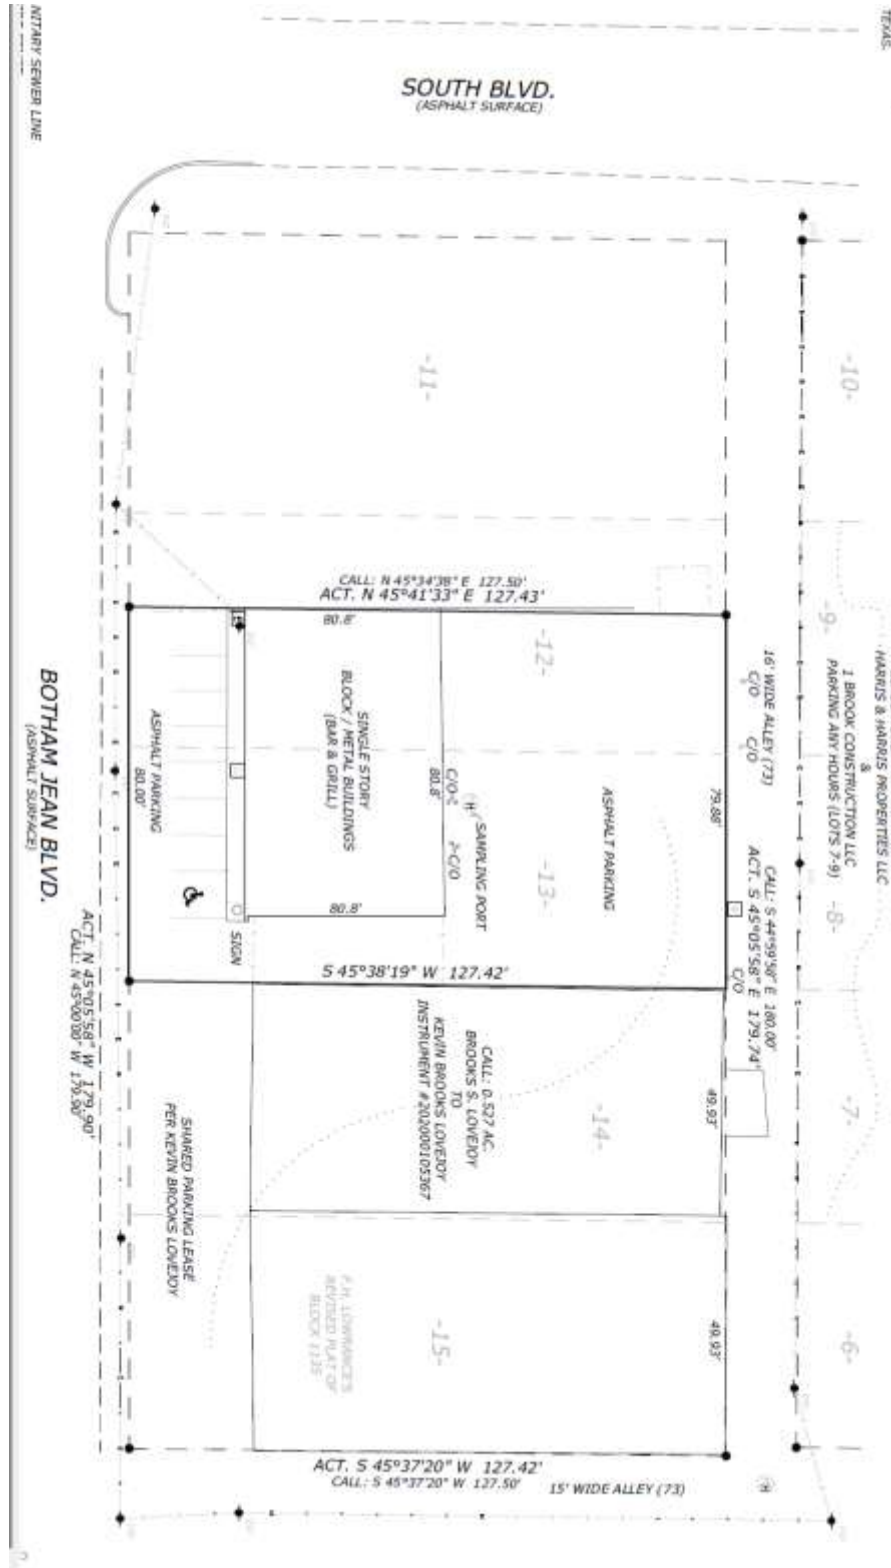 TEXAS.
NITARY SEWER LINE
SOUTH BLVD.
(ASPHALT SURFACE)
-10-
-11-
HARRIS & HARRIS PROPERTIES LLC
&
1 BROOK CONSTRUCTION LLC
PARKING ANY HOURS (LOTS 7-9)
-9-
-8-
16' WIDE ALLEY (73)
C/O
C/O
CALL: N 45°34'38" E 127.50'
ACT. N 45°41'33" E 127.43'
-12-
80.8'
SINGLE STORY
BLOCK / METAL BUILDINGS
(BAR & GRILL)
80.8'
C/O
SAMPLING PORT
C/O
ASPHALT PARKING
79.88'
-13-
80.8'
ASPHALT PARKING
80.00'
SIGN
BOTHAM JEAN BLVD.
(ASPHALT SURFACE)
CALL: S 44°59'58" E 180.00'
ACT. S 45°05'58" E 179.74'
C/O
S 45°38'19" W 127.42'
ACT. N 45°05'58" W 179.90'
CALL: N 45°00'00" W 179.90'
CALL: 0.527 AC.
BROOKS S. LOVEJOY
TO
KEVIN BROOKS LOVEJOY
INSTRUMENT #202000105367
-14-
49.93'
-7-
SHARED PARKING LEASE
PER KEVIN BROOKS LOVEJOY
F.H. LOWRANCE'S
REVISED PLAT OF
BLOCK 1135
-15-
49.93'
-6-
ACT. S 45°37'20" W 127.42'
CALL: S 45°37'20" W 127.50'
15' WIDE ALLEY (73)